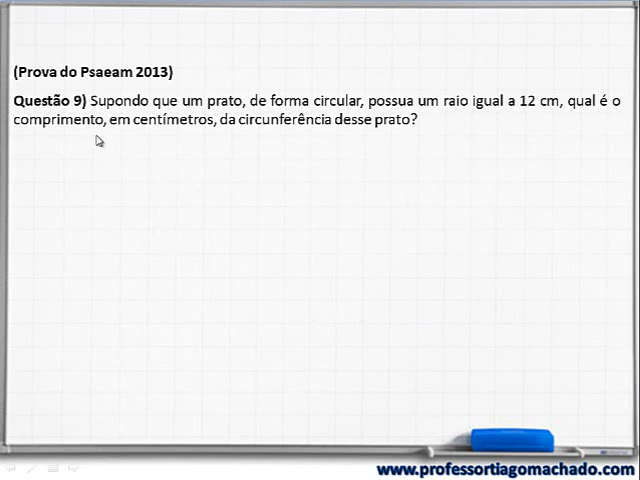 (Prova do Psaeam 2013)
Questão 9) Supondo que um prato, de forma circular, possua um raio igual a 12 cm, qual é o
comprimento, em centímetros, da circunferência desse prato?
www.professortiagomachado.com